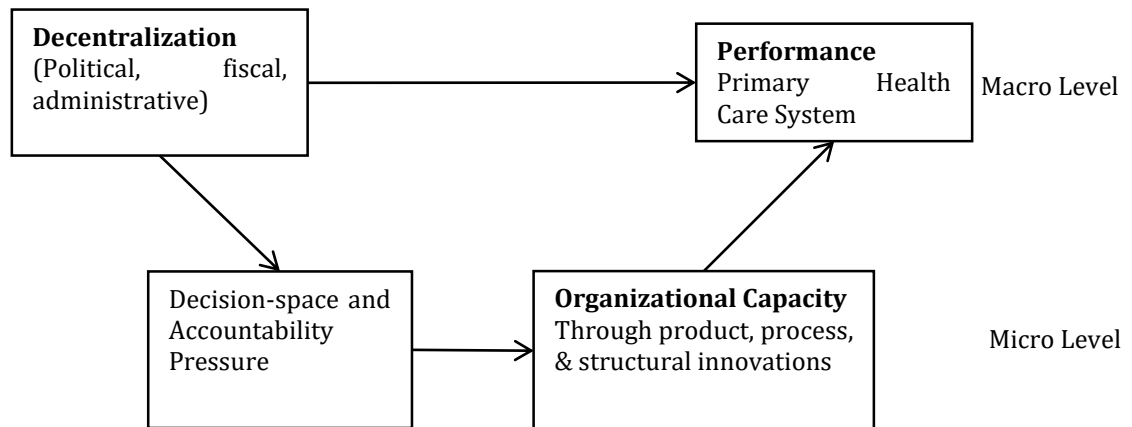 Decentralization
(Political, fiscal,
administrative)
Performance
Primary Health
Care System
Macro Level
Decision-space and
Accountability
Pressure
Organizational Capacity
Through product, process,
& structural innovations
Micro Level